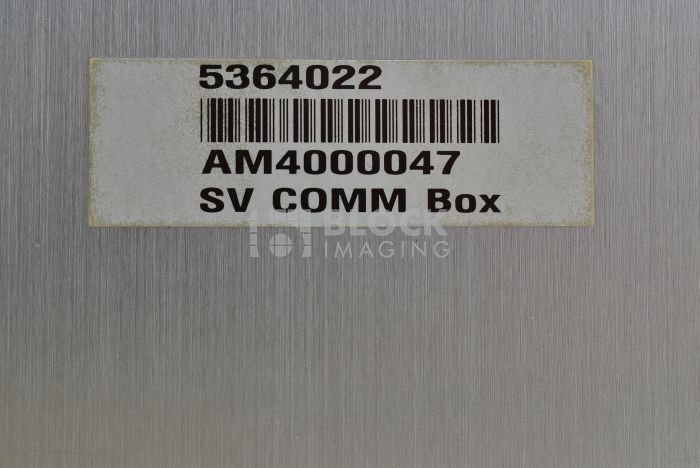 5364022
AM4000047
SV COMM Box
BLOCK
IMAGING